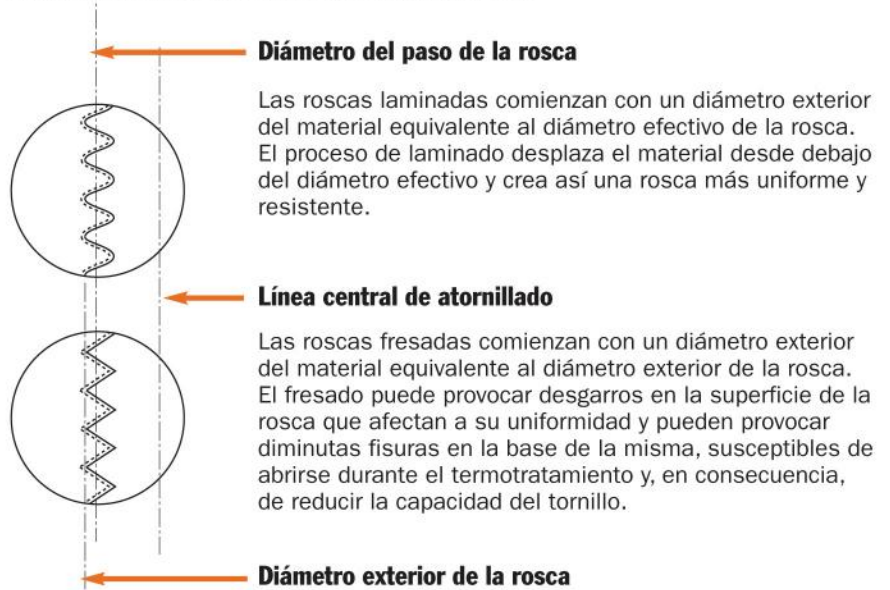 Diámetro del paso de la rosca
Las roscas laminadas comienzan con un diámetro exterior
del material equivalente al diámetro efectivo de la rosca.
El proceso de laminado desplaza el material desde debajo
del diámetro efectivo y crea así una rosca más uniforme y
resistente.
Línea central de atornillado
Las roscas fresadas comienzan con un diámetro exterior
del material equivalente al diámetro exterior de la rosca.
El fresado puede provocar desgarros en la superficie de la
rosca que afectan a su uniformidad y pueden provocar
diminutas fisuras en la base de la misma, susceptibles de
abrirse durante el termotratamiento y, en consecuencia,
de reducir la capacidad del tornillo.
Diámetro exterior de la rosca